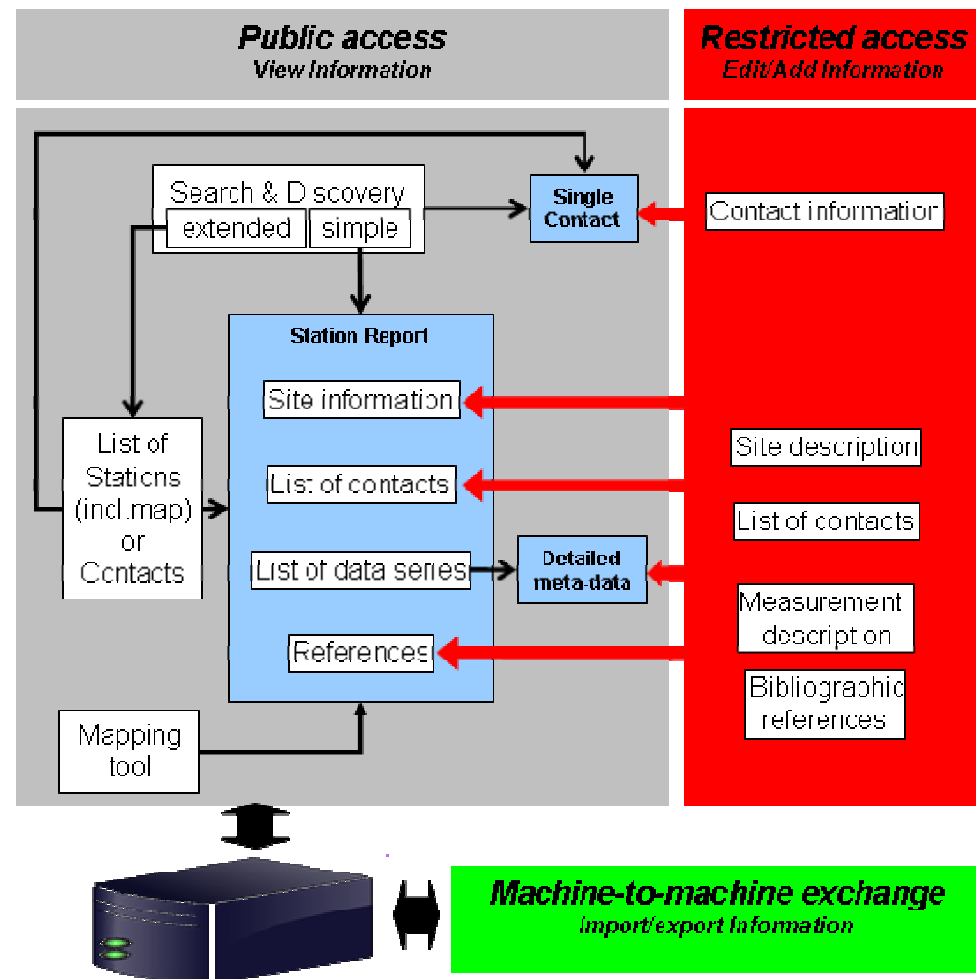 Public access
View Information
Restricted access
Edit/Add Information
Search & Discovery
extended
simple
Single
Contact
Contact information
Station Report
Site information
List of contacts
List of data series
References
List of
Stations
(incl.map)
or
Contacts
Detailed
meta-data
Site description
List of contacts
Measurement
description
Bibliographic
references
Mapping
tool
Machine-to-machine exchange
Import/export Information